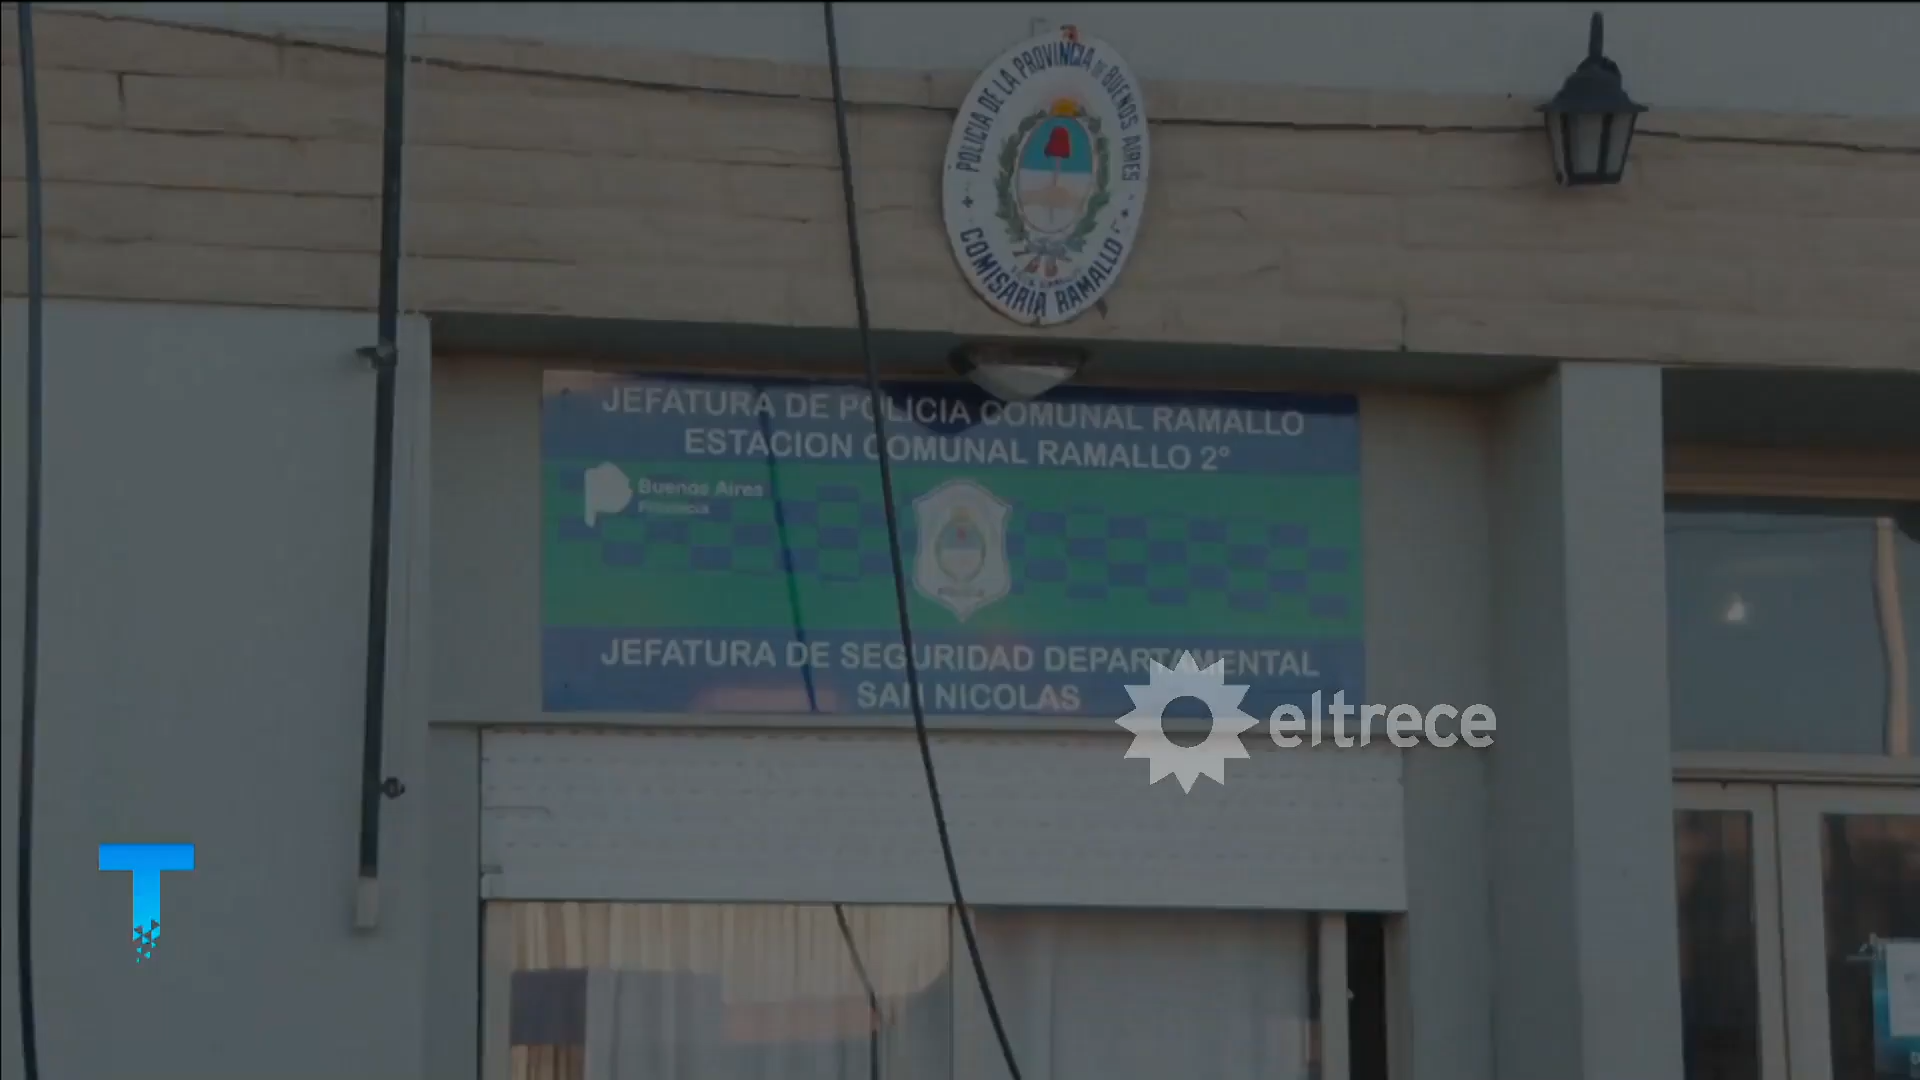 POLICIA DE LA PROVINCIA DE BUENOS AIRES
COMISARIA RAMALLO
JEFATURA DE POLICIA COMUNAL RAMALLO
ESTACION COMUNAL RAMALLO 2°
Buenos Aires
Provincia
JEFATURA DE SEGURIDAD DEPARTAMENTAL
SAN NICOLAS
eltrece
T